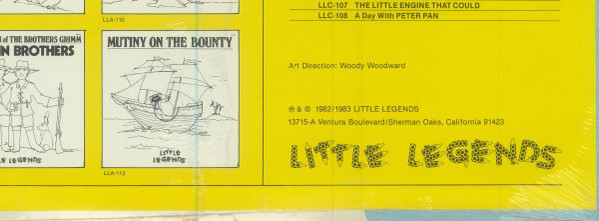 LLA-110
of THE BROTHERS GRIMM
IN BROTHERS
LE LEGENDS
MUTINY ON THE BOUNTY
LITTLE
LEGENDS
LLA-113
LLC-107 THE LITTLE ENGINE THAT COULD
LLC-108 A Day With PETER PAN
Art Direction: Woody Woodward
℗ & © 1982/1983 LITTLE LEGENDS
13715-A Ventura Boulevard/Sherman Oaks, California 91423
LITTLE LEGENDS